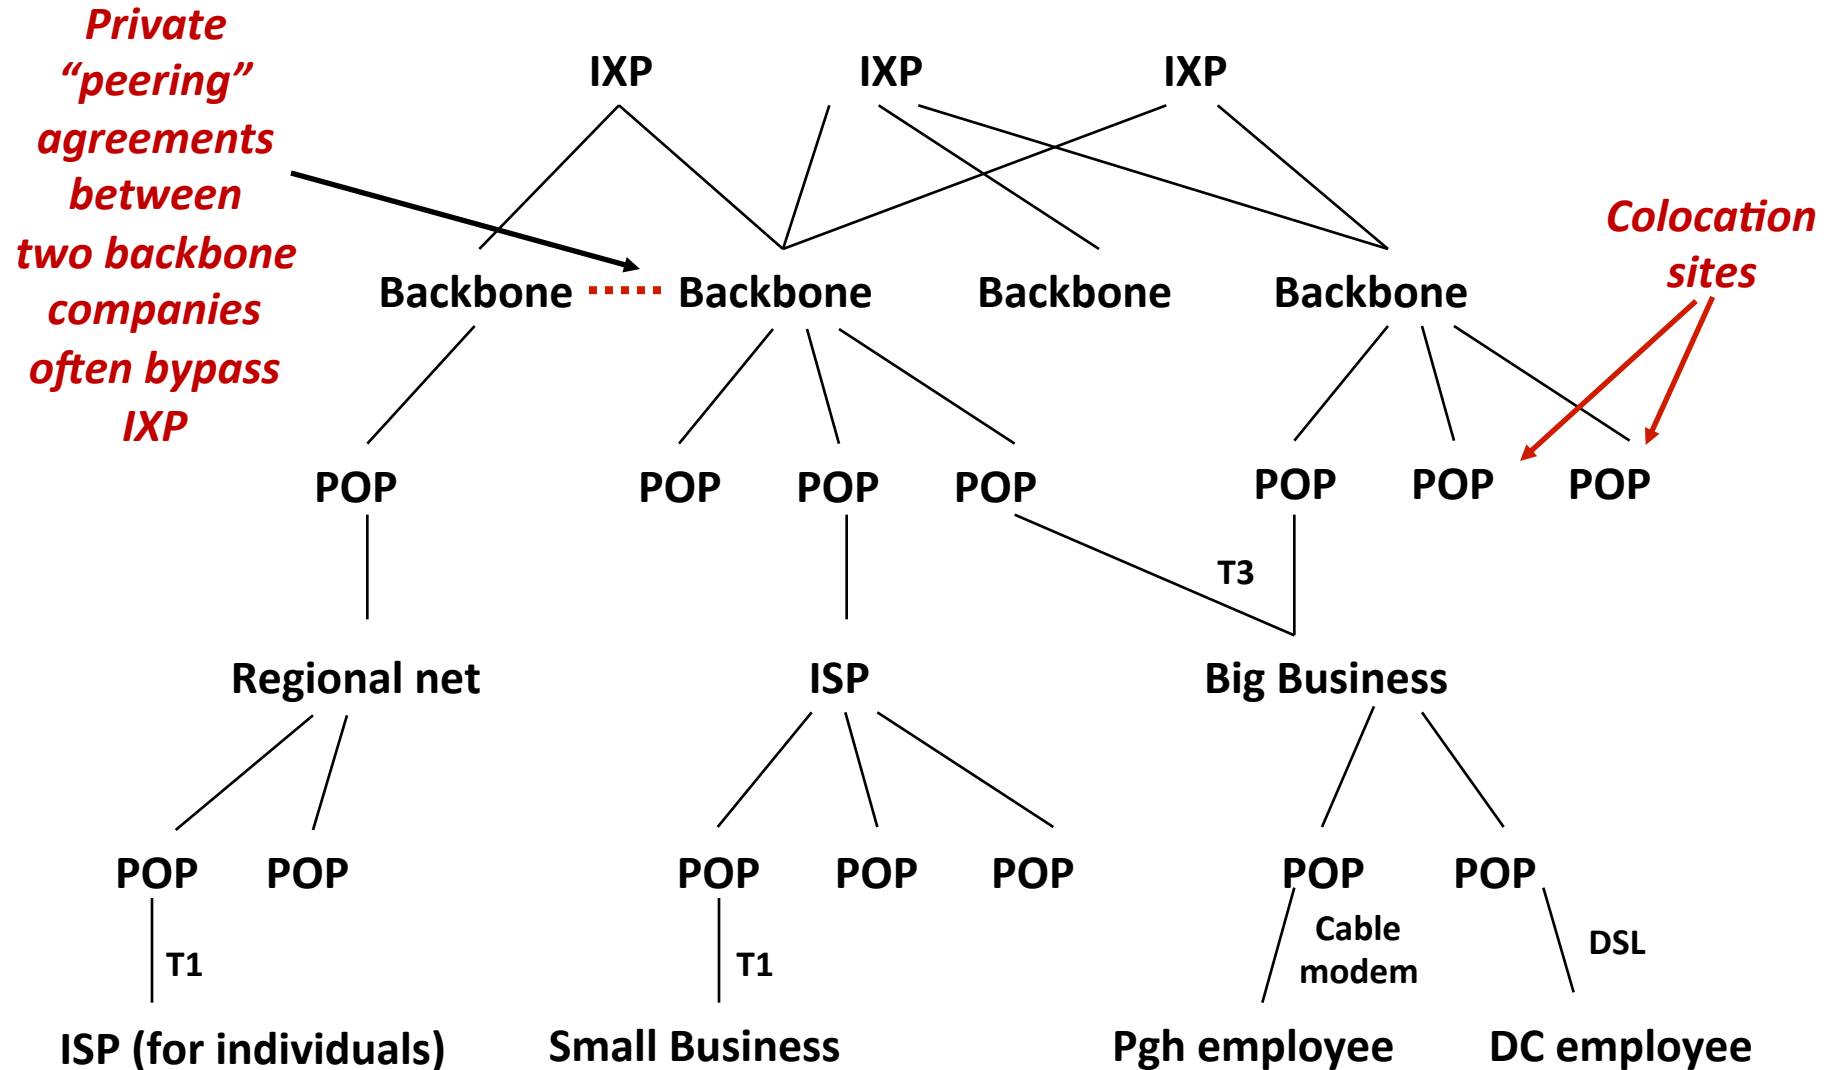 Private
“peering”
agreements
between
two backbone
companies
often bypass
IXP
IXP IXP IXP
Colocation
sites
Backbone Backbone Backbone Backbone
POP POP POP POP POP POP POP
T3
Regional net ISP Big Business
POP POP POP POP POP POP POP
Cable
modem
T1 T1 DSL
ISP (for individuals) Small Business Pgh employee DC employee